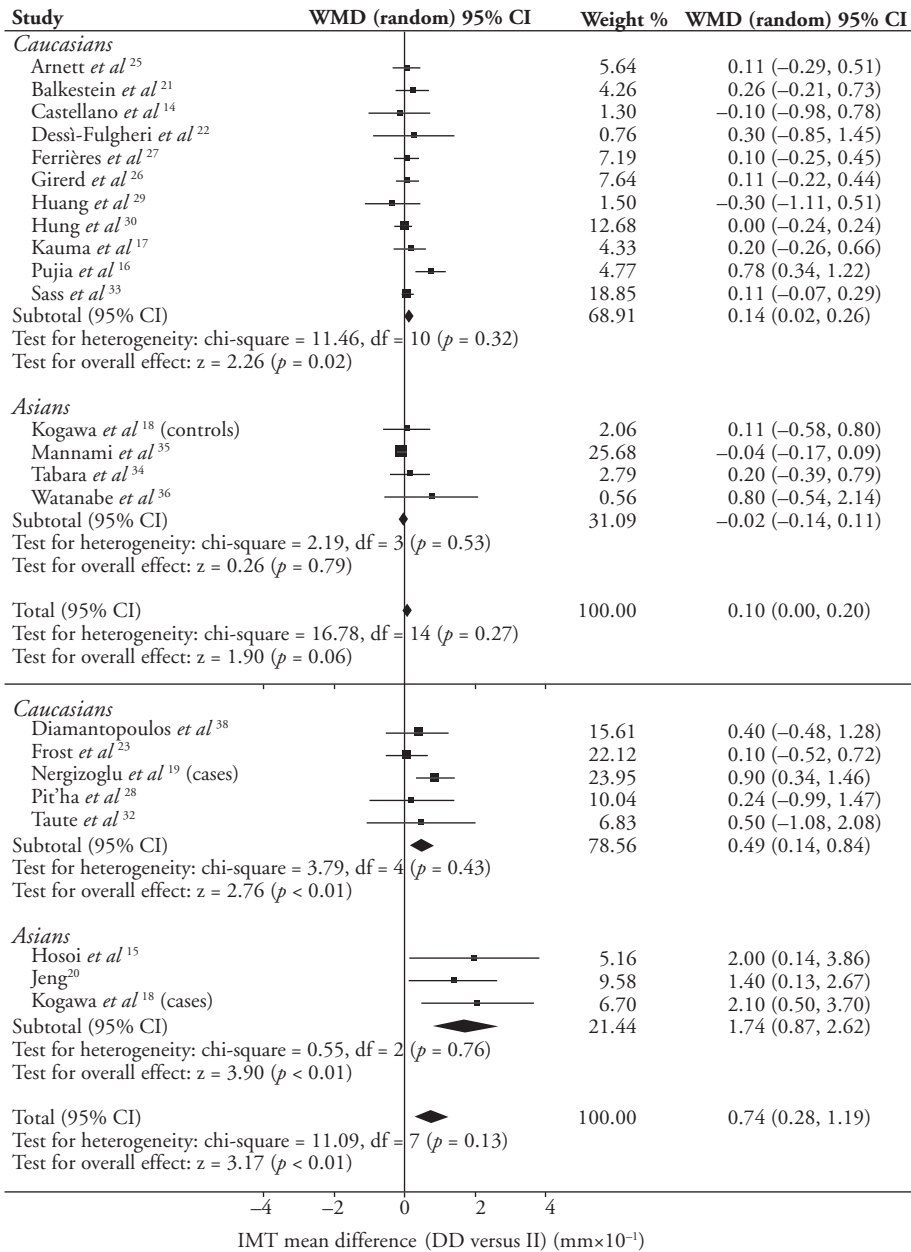 Study WMD (random) 95% CI Weight % WMD (random) 95% CI
Caucasians
Arnett et al 25 5.64 0.11 (–0.29, 0.51)
Balkestein et al 21 4.26 0.26 (–0.21, 0.73)
Castellano et al 14 1.30 –0.10 (–0.98, 0.78)
Dessì-Fulgheri et al 22 0.76 0.30 (–0.85, 1.45)
Ferrières et al 27 7.19 0.10 (–0.25, 0.45)
Girerd et al 26 7.64 0.11 (–0.22, 0.44)
Huang et al 29 1.50 –0.30 (–1.11, 0.51)
Hung et al 30 12.68 0.00 (–0.24, 0.24)
Kauma et al 17 4.33 0.20 (–0.26, 0.66)
Pujia et al 16 4.77 0.78 (0.34, 1.22)
Sass et al 33 18.85 0.11 (–0.07, 0.29)
Subtotal (95% CI) 68.91 0.14 (0.02, 0.26)
Test for heterogeneity: chi-square = 11.46, df = 10 (p = 0.32)
Test for overall effect: z = 2.26 (p = 0.02)
Asians
Kogawa et al 18 (controls) 2.06 0.11 (–0.58, 0.80)
Mannami et al 35 25.68 –0.04 (–0.17, 0.09)
Tabara et al 34 2.79 0.20 (–0.39, 0.79)
Watanabe et al 36 0.56 0.80 (–0.54, 2.14)
Subtotal (95% CI) 31.09 –0.02 (–0.14, 0.11)
Test for heterogeneity: chi-square = 2.19, df = 3 (p = 0.53)
Test for overall effect: z = 0.26 (p = 0.79)
Total (95% CI) 100.00 0.10 (0.00, 0.20)
Test for heterogeneity: chi-square = 16.78, df = 14 (p = 0.27)
Test for overall effect: z = 1.90 (p = 0.06)
–4 –2 0 2 4
Caucasians
Diamantopoulos et al 38 15.61 0.40 (–0.48, 1.28)
Frost et al 23 22.12 0.10 (–0.52, 0.72)
Nergizoglu et al 19 (cases) 23.95 0.90 (0.34, 1.46)
Pit'ha et al 28 10.04 0.24 (–0.99, 1.47)
Taute et al 32 6.83 0.50 (–1.08, 2.08)
Subtotal (95% CI) 78.56 0.49 (0.14, 0.84)
Test for heterogeneity: chi-square = 3.79, df = 4 (p = 0.43)
Test for overall effect: z = 2.76 (p < 0.01)
Asians
Hosoi et al 15 5.16 2.00 (0.14, 3.86)
Jeng20 9.58 1.40 (0.13, 2.67)
Kogawa et al 18 (cases) 6.70 2.10 (0.50, 3.70)
Subtotal (95% CI) 21.44 1.74 (0.87, 2.62)
Test for heterogeneity: chi-square = 0.55, df = 2 (p = 0.76)
Test for overall effect: z = 3.90 (p < 0.01)
Total (95% CI) 100.00 0.74 (0.28, 1.19)
Test for heterogeneity: chi-square = 11.09, df = 7 (p = 0.13)
Test for overall effect: z = 3.17 (p < 0.01)
–4 –2 0 2 4
IMT mean difference (DD versus II) (mm×10–1)